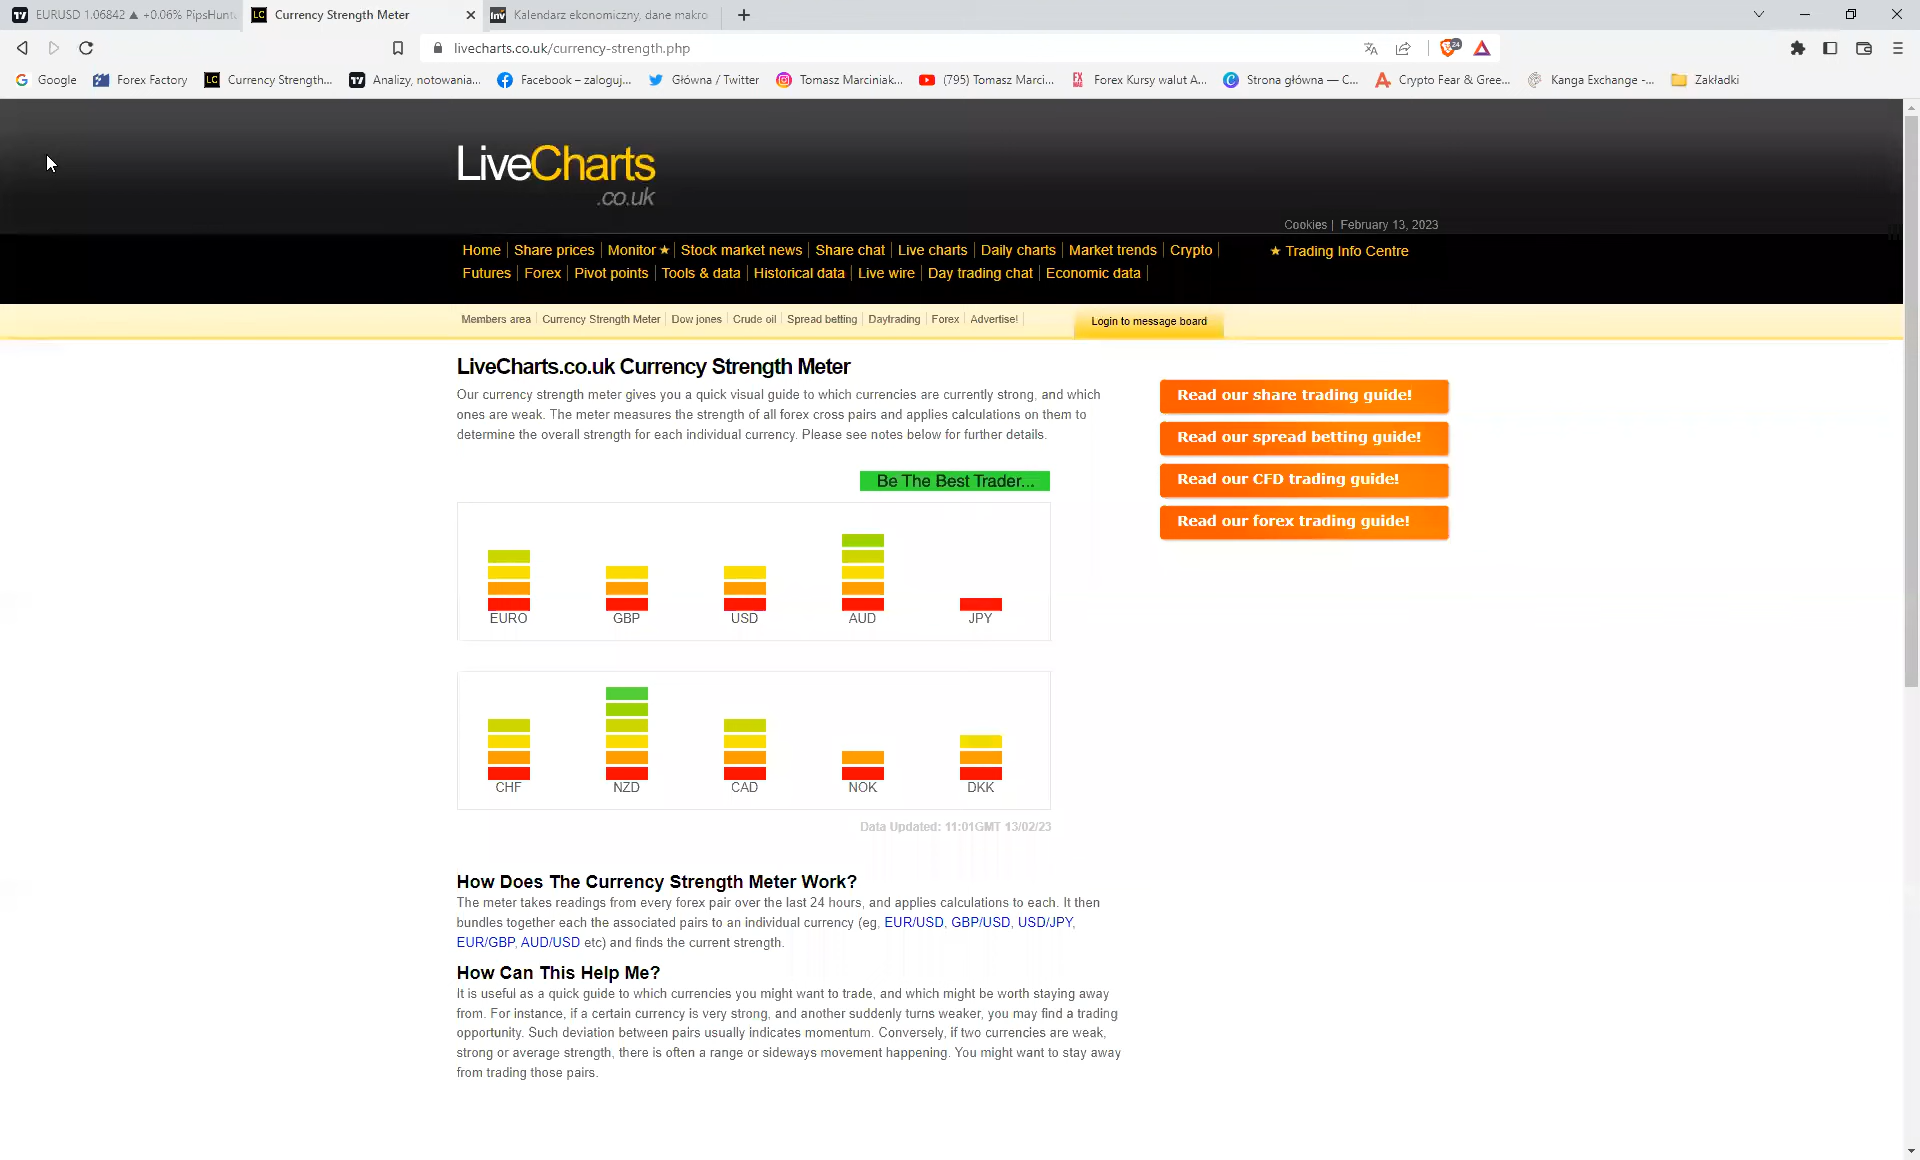 EURUSD 1.06842 ▲ +0.06% PipsHunt
Currency Strength Meter
Kalendarz ekonomiczny, dane makro
livecharts.co.uk/currency-strength.php
24
Google
Forex Factory
Currency Strength...
Analizy, notowania...
Facebook – zaloguj...
Główna / Twitter
Tomasz Marciniak...
(795) Tomasz Marci...
Forex Kursy walut A...
Strona główna — C...
Crypto Fear & Gree...
Kanga Exchange -...
Zakładki
LiveCharts
.co.uk
Cookies | February 13, 2023
Home | Share prices | Monitor ★ | Stock market news | Share chat | Live charts | Daily charts | Market trends | Crypto |
★ Trading Info Centre
Futures | Forex | Pivot points | Tools & data | Historical data | Live wire | Day trading chat | Economic data |
Members area | Currency Strength Meter | Dow jones | Crude oil | Spread betting | Daytrading | Forex | Advertise! |
Login to message board
LiveCharts.co.uk Currency Strength Meter
Our currency strength meter gives you a quick visual guide to which currencies are currently strong, and which
ones are weak. The meter measures the strength of all forex cross pairs and applies calculations on them to
determine the overall strength for each individual currency. Please see notes below for further details.
Read our share trading guide!
Read our spread betting guide!
Read our CFD trading guide!
Read our forex trading guide!
Be The Best Trader...
EURO GBP USD AUD JPY
CHF NZD CAD NOK DKK
Data Updated: 11:01GMT 13/02/23
How Does The Currency Strength Meter Work?
The meter takes readings from every forex pair over the last 24 hours, and applies calculations to each. It then
bundles together each the associated pairs to an individual currency (eg, EUR/USD, GBP/USD, USD/JPY,
EUR/GBP, AUD/USD etc) and finds the current strength.
How Can This Help Me?
It is useful as a quick guide to which currencies you might want to trade, and which might be worth staying away
from. For instance, if a certain currency is very strong, and another suddenly turns weaker, you may find a trading
opportunity. Such deviation between pairs usually indicates momentum. Conversely, if two currencies are weak,
strong or average strength, there is often a range or sideways movement happening. You might want to stay away
from trading those pairs.